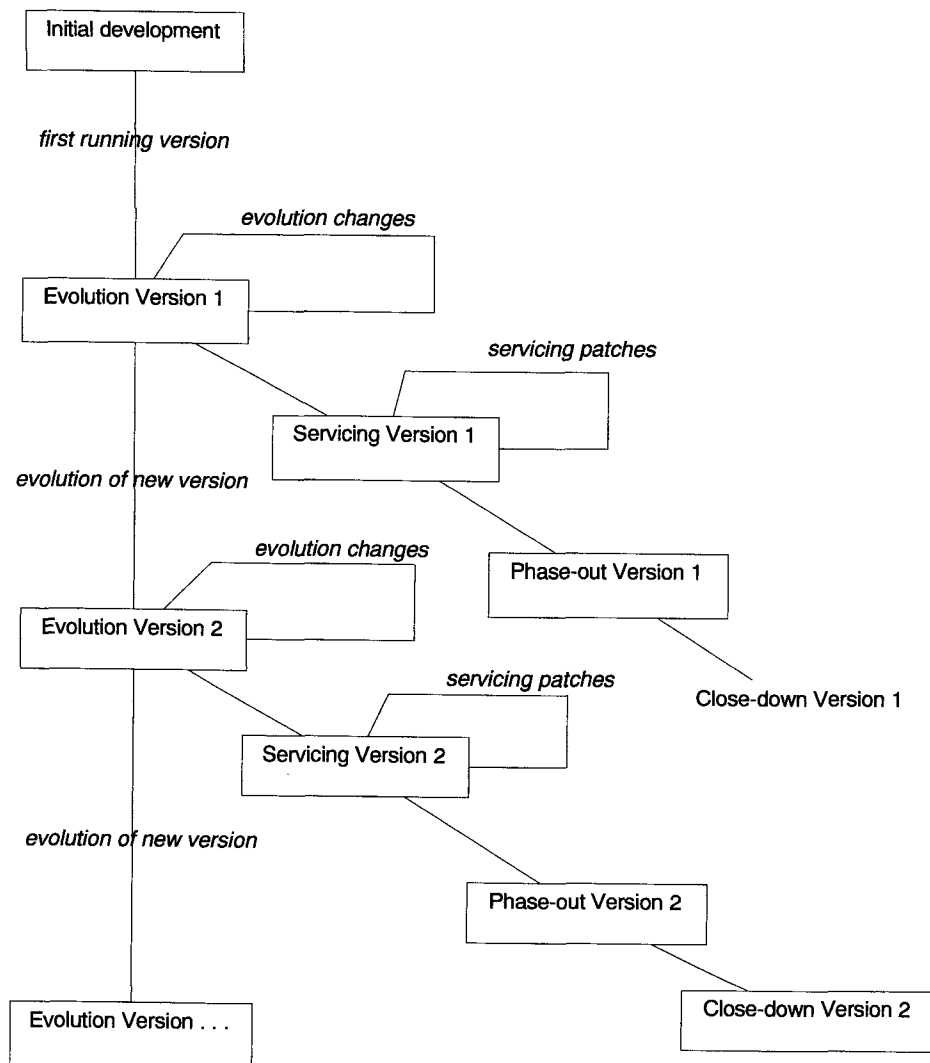 Initial development
first running version
evolution changes
Evolution Version 1
servicing patches
Servicing Version 1
evolution of new version
evolution changes
Phase-out Version 1
Evolution Version 2
servicing patches
Close-down Version 1
Servicing Version 2
evolution of new version
Phase-out Version 2
Close-down Version 2
Evolution Version . . .